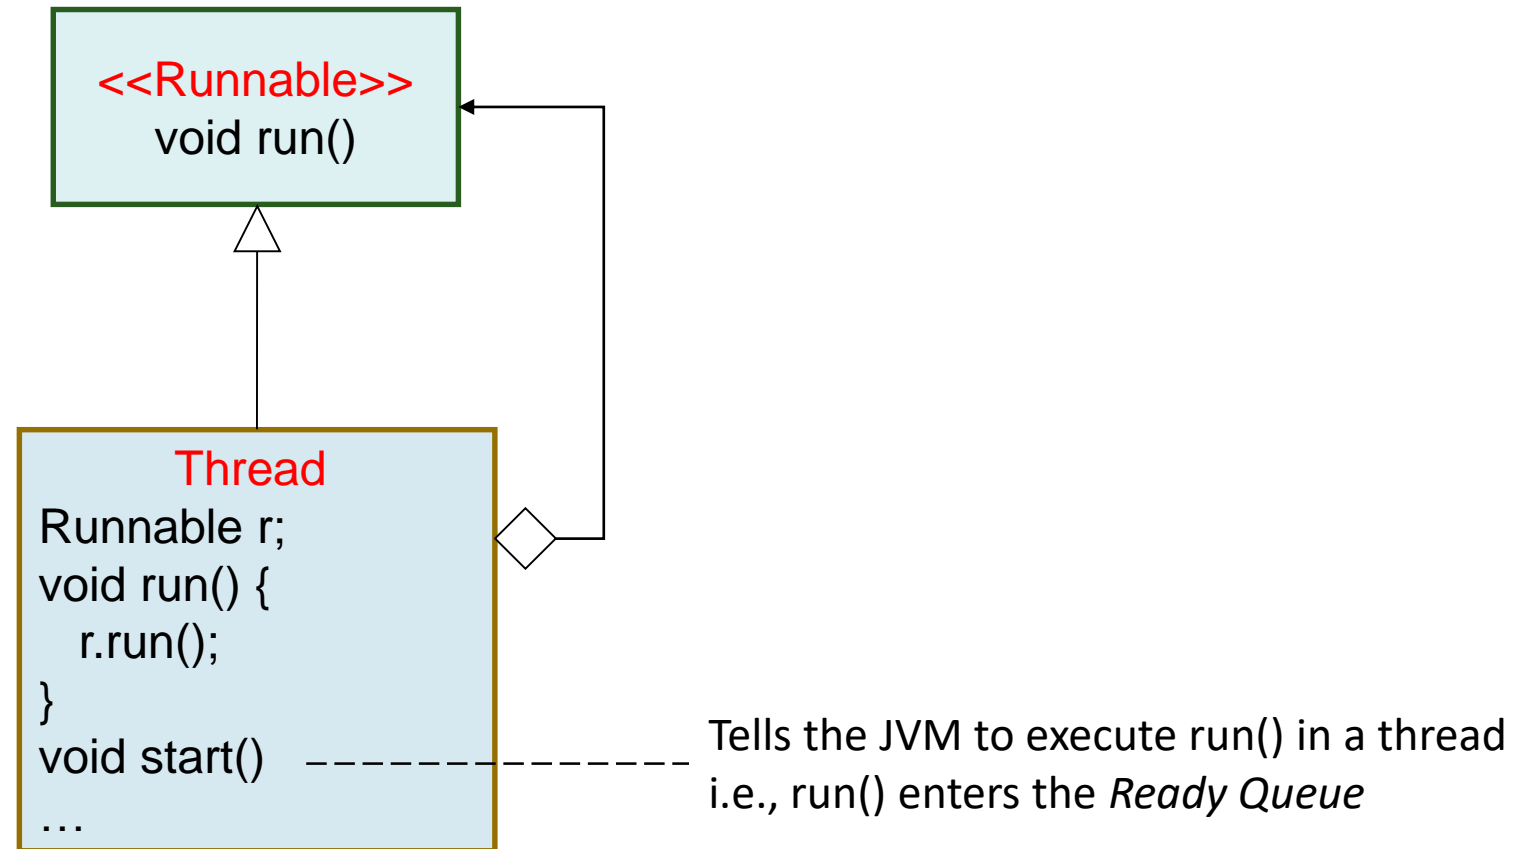 <<Runnable>>
void run()
Thread
Runnable r;
void run() {
r.run();
}
void start()
…
Tells the JVM to execute run() in a thread
i.e., run() enters the Ready Queue